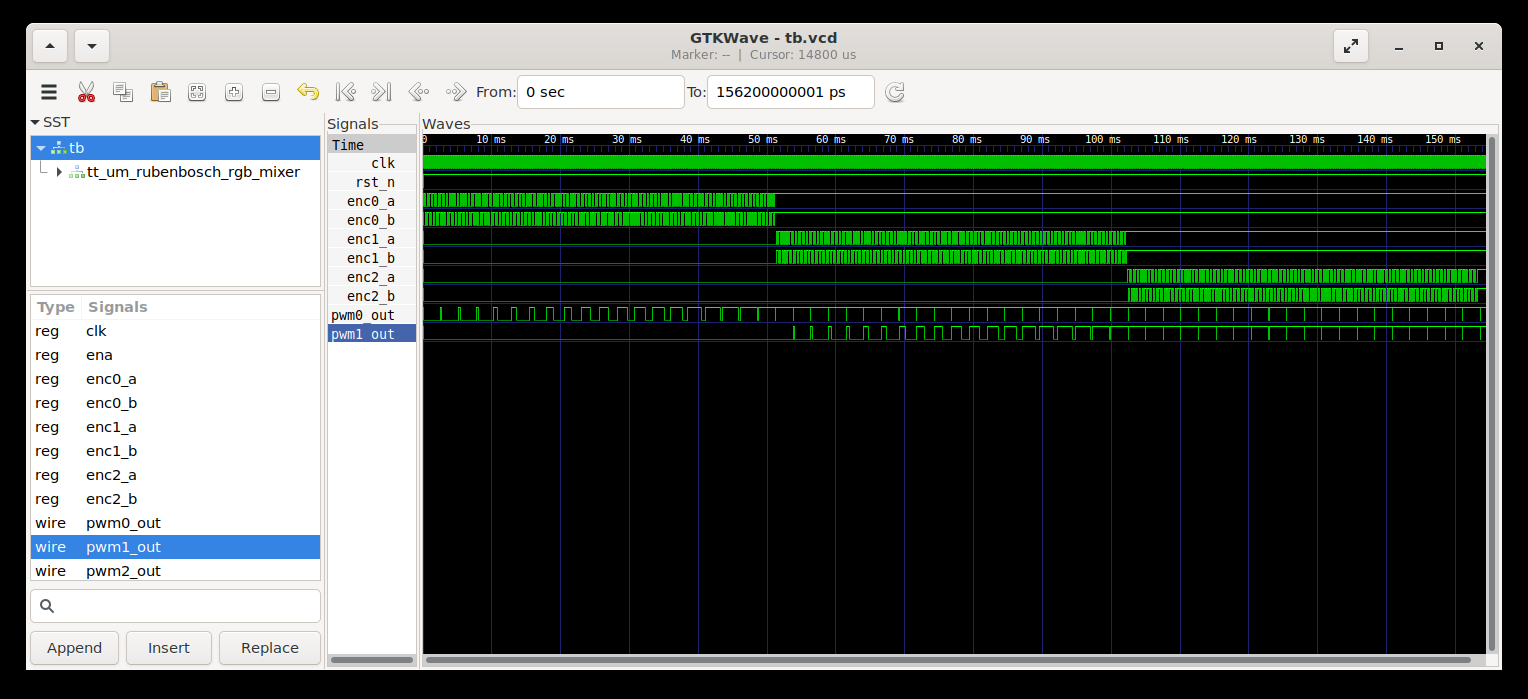 GTKWave - tb.vcd
Marker: -- | Cursor: 14800 us
From: 0 sec To: 156200000001 ps
SST
tb
tt_um_rubenbosch_rgb_mixer
Type Signals
reg clk
reg ena
reg enc0_a
reg enc0_b
reg enc1_a
reg enc1_b
reg enc2_a
reg enc2_b
wire pwm0_out
wire pwm1_out
wire pwm2_out
Append Insert Replace
Signals
Time
clk
rst_n
enc0_a
enc0_b
enc1_a
enc1_b
enc2_a
enc2_b
pwm0_out
pwm1_out
Waves
0 10 ms 20 ms 30 ms 40 ms 50 ms 60 ms 70 ms 80 ms 90 ms 100 ms 110 ms 120 ms 130 ms 140 ms 150 ms